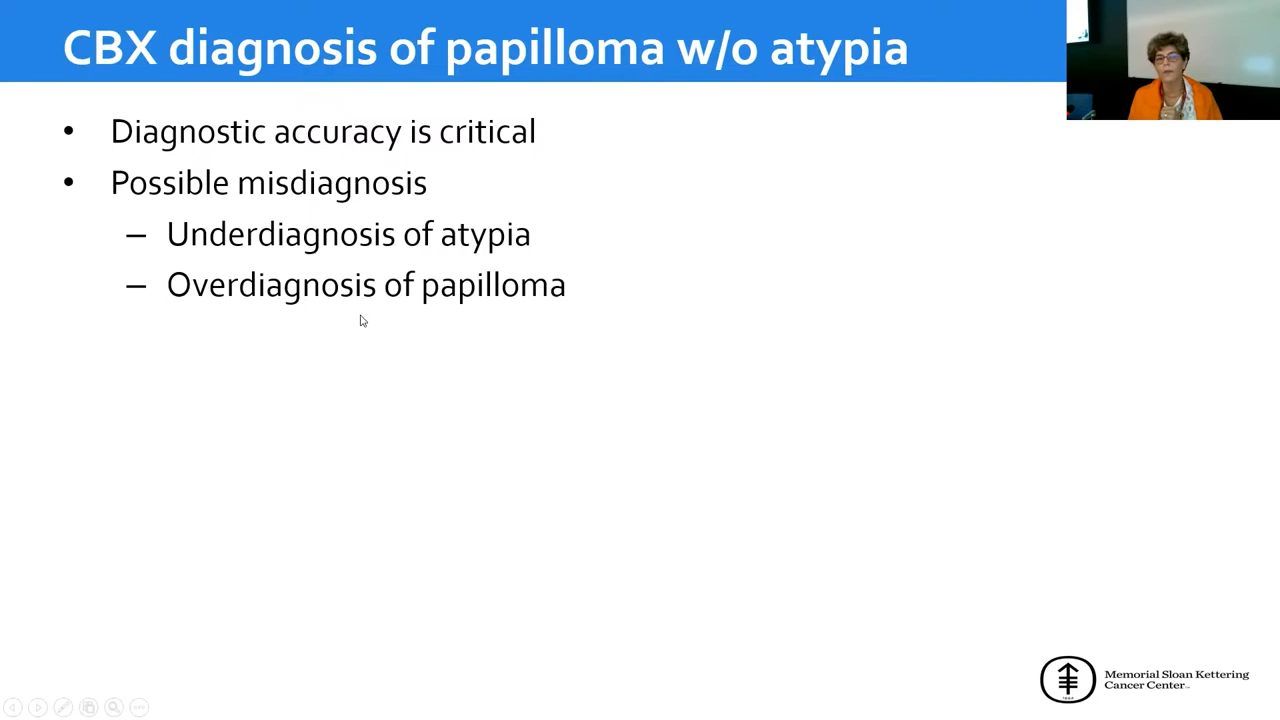 CBX diagnosis of papilloma w/o atypia
• Diagnostic accuracy is critical
• Possible misdiagnosis
– Underdiagnosis of atypia
– Overdiagnosis of papilloma
Memorial Sloan Kettering
Cancer Center